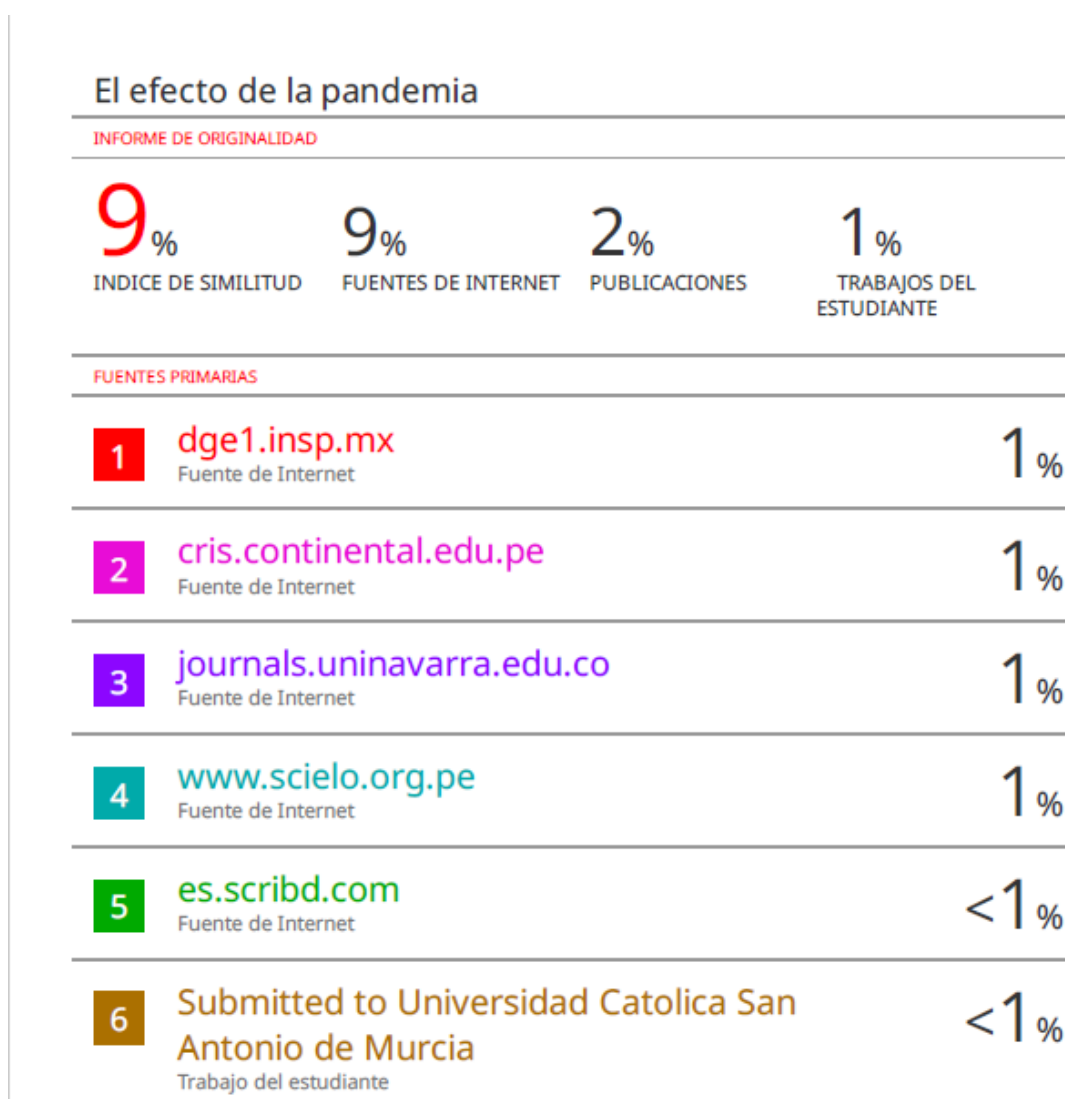 El efecto de la pandemia
INFORME DE ORIGINALIDAD
9% 9% 2% 1%
INDICE DE SIMILITUD FUENTES DE INTERNET PUBLICACIONES TRABAJOS DEL
ESTUDIANTE
FUENTES PRIMARIAS
1 dge1.insp.mx 1%
Fuente de Internet
2 cris.continental.edu.pe 1%
Fuente de Internet
3 journals.uninavarra.edu.co 1%
Fuente de Internet
4 www.scielo.org.pe 1%
Fuente de Internet
5 es.scribd.com <1%
Fuente de Internet
6 Submitted to Universidad Catolica San <1%
Antonio de Murcia
Trabajo del estudiante